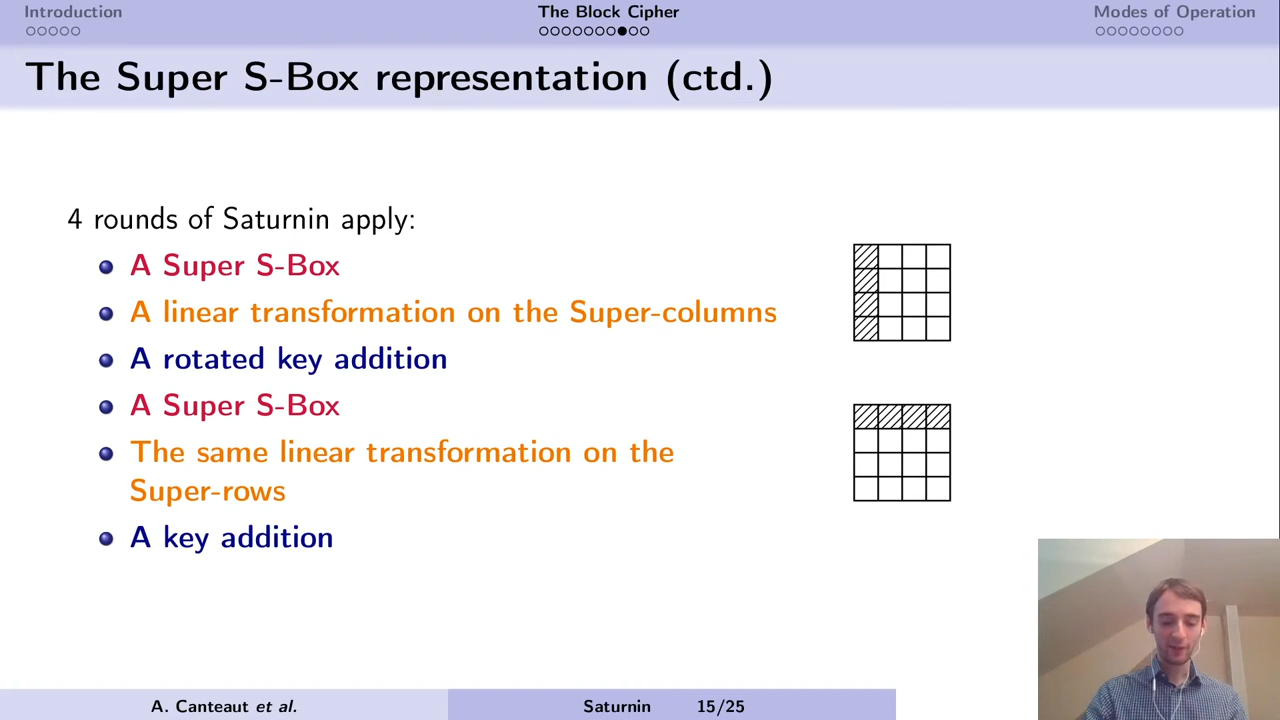 Introduction
The Block Cipher
Modes of Operation
The Super S-Box representation (ctd.)
4 rounds of Saturnin apply:
A Super S-Box
A linear transformation on the Super-columns
A rotated key addition
A Super S-Box
The same linear transformation on the
Super-rows
A key addition
A. Canteaut et al.
Saturnin 15/25